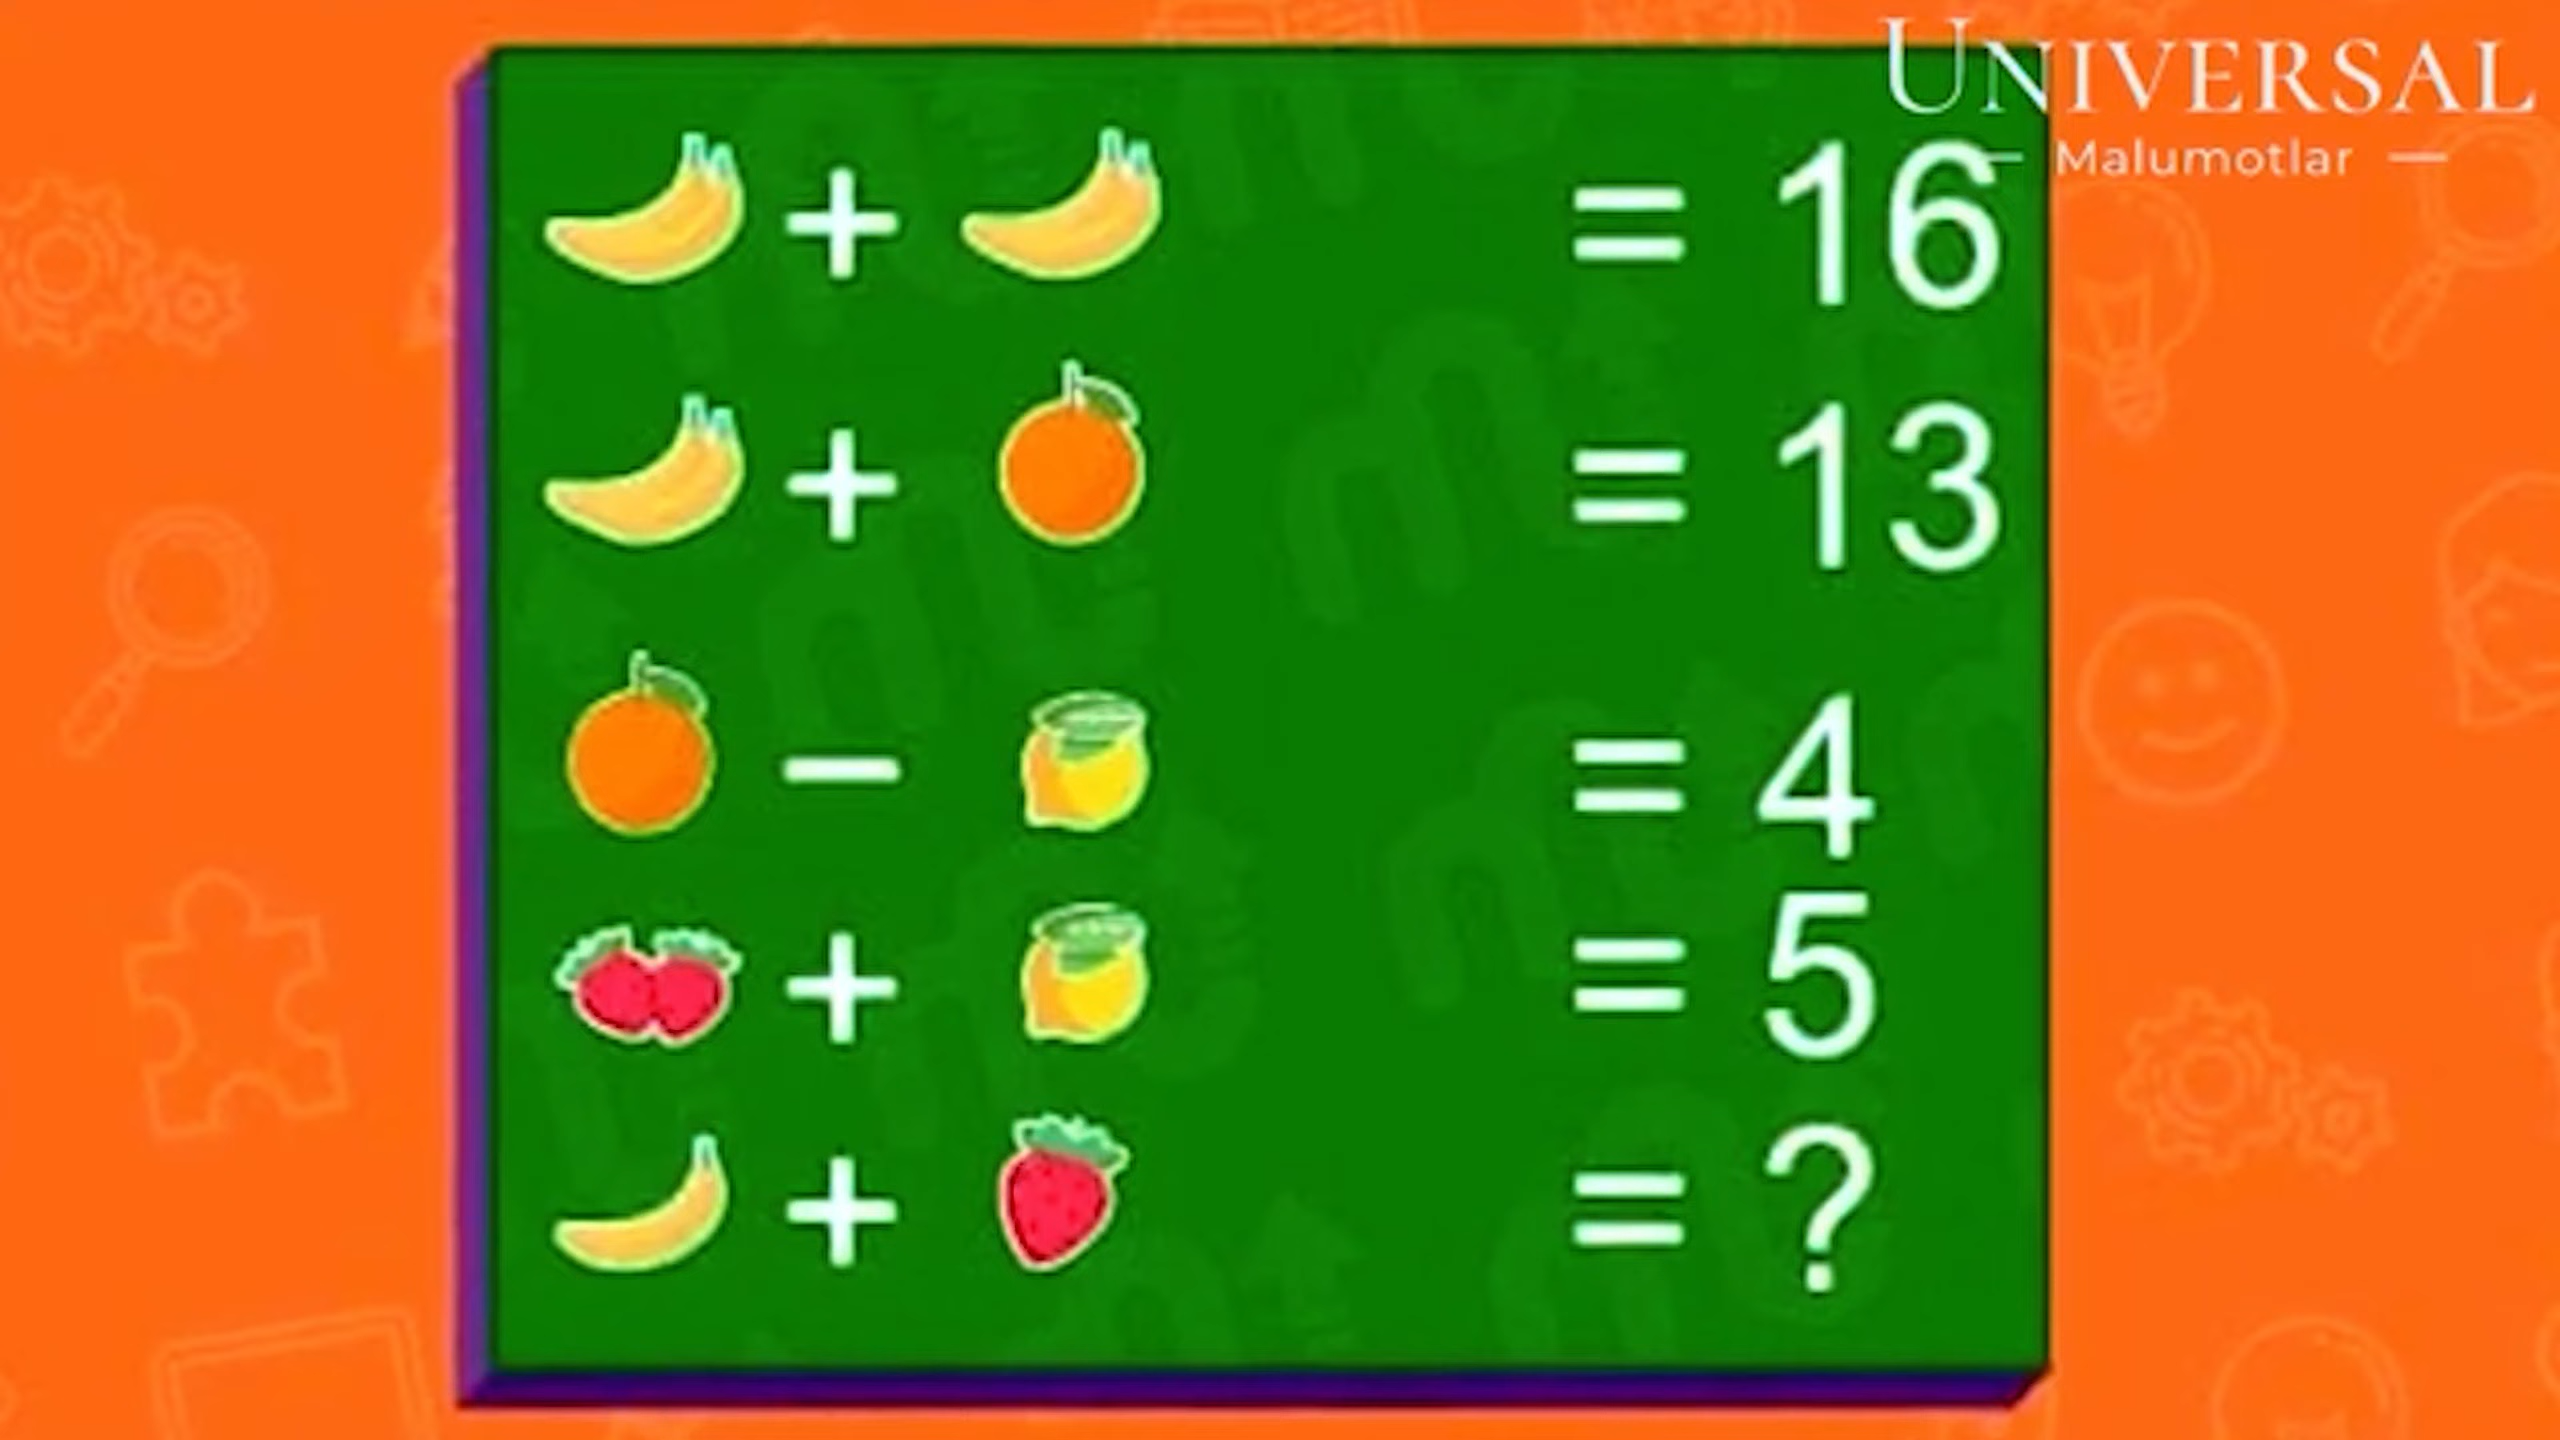 UNIVERSAL
Malumotlar
+ = 16
+ = 13
- = 4
+ = 5
+ = ?